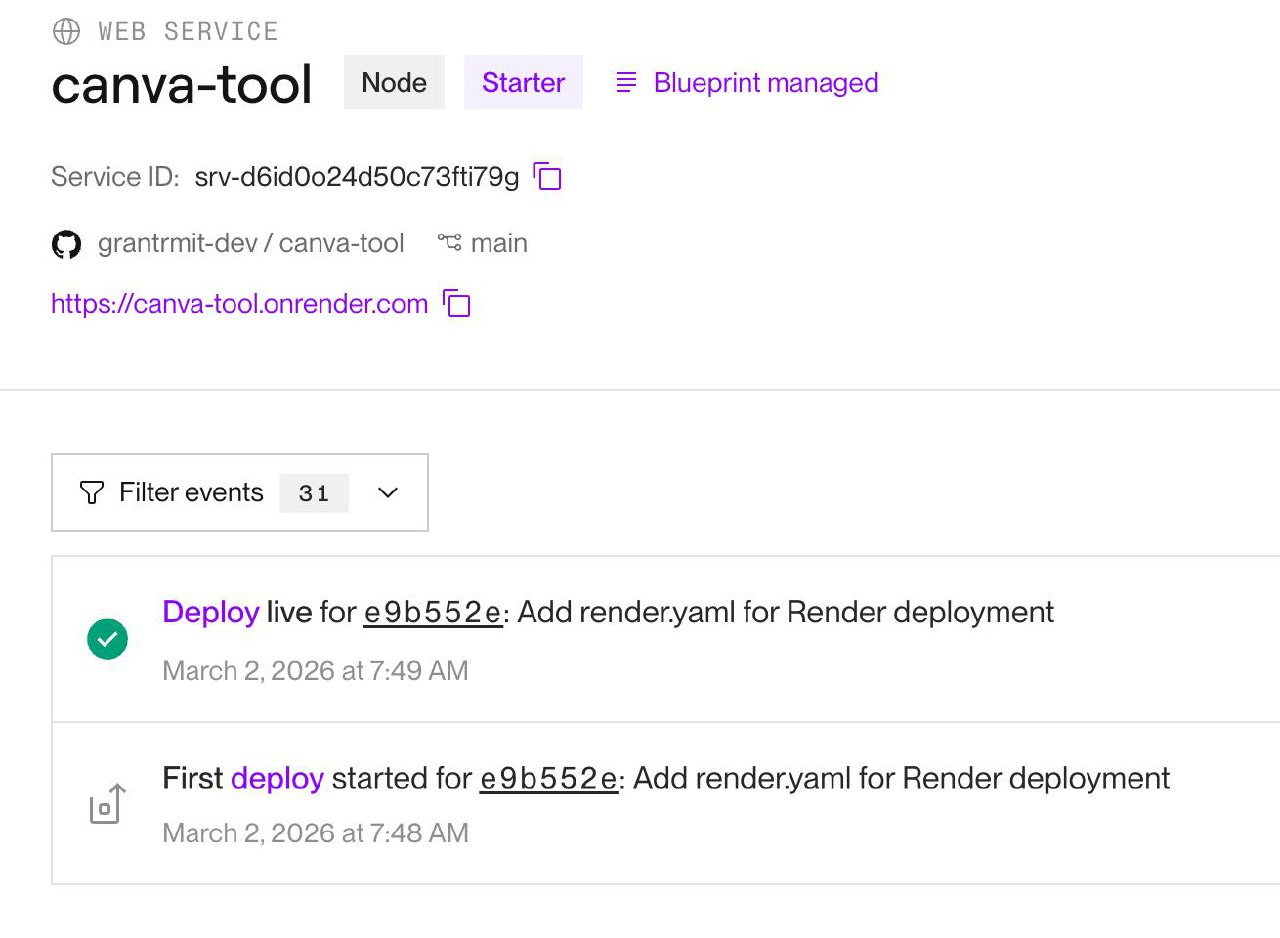 WEB SERVICE
canva-tool Node Starter Blueprint managed
Service ID: srv-d6id0o24d50c73fti79g
grantrmit-dev / canva-tool main
https://canva-tool.onrender.com
Filter events 31
Deploy live for e9b552e: Add render.yaml for Render deployment
March 2, 2026 at 7:49 AM
First deploy started for e9b552e: Add render.yaml for Render deployment
March 2, 2026 at 7:48 AM